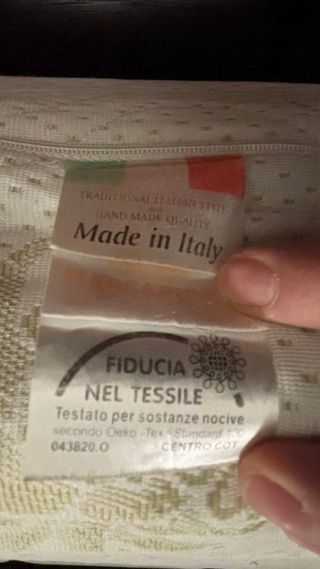 TRADITIONAL ITALIAN STYLE
and
HAND MADE QUALITY
Made in Italy
FIDUCIA
NEL TESSILE
Testato per sostanze nocive
secondo Oeko-Tex® Standard 100
043820.O CENTRO COT